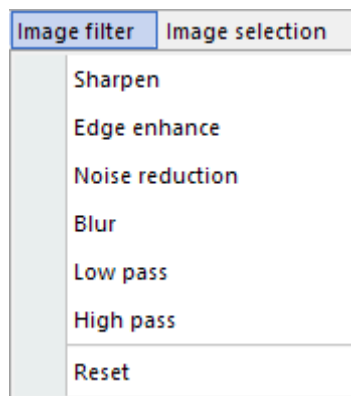 Image filter Image selection
Sharpen
Edge enhance
Noise reduction
Blur
Low pass
High pass
Reset